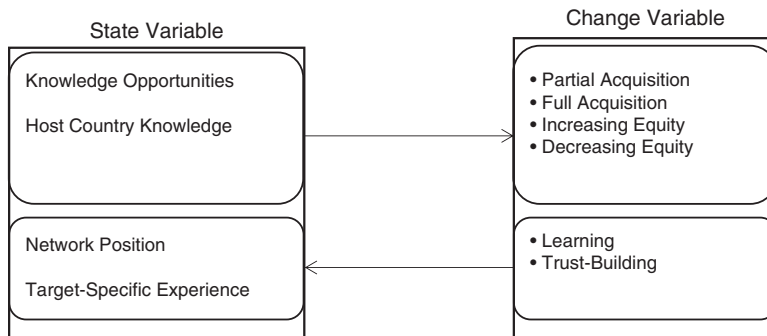 State Variable
Knowledge Opportunities
Host Country Knowledge
Network Position
Target-Specific Experience
Change Variable
• Partial Acquisition
• Full Acquisition
• Increasing Equity
• Decreasing Equity
• Learning
• Trust-Building